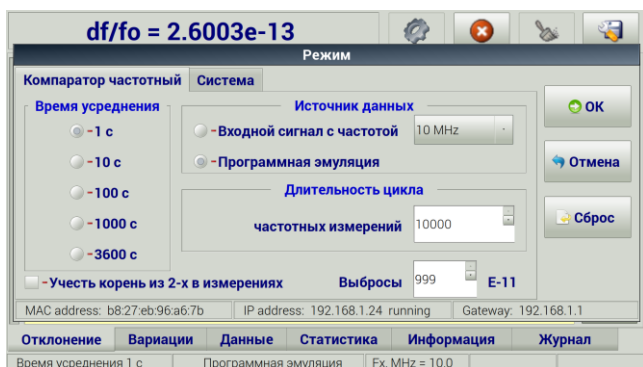 df/fo = 2.6003e-13
Режим
Компаратор частотный Система
Время усреднения
Источник данных
-1 с
-Входной сигнал с частотой 10 MHz
OK
-10 с
-Программная эмуляция
Отмена
-100 с
Длительность цикла
-1000 с
частотных измерений 10000
Сброс
-3600 с
-Учесть корень из 2-х в измерениях Выбросы 999 E-11
MAC address: b8:27:eb:96:a6:7b IP address: 192.168.1.24 running Gateway: 192.168.1.1
Отклонение Вариации Данные Статистика Информация Журнал
Время усреднения 1 с Программная эмуляция Fx, MHz = 10.0